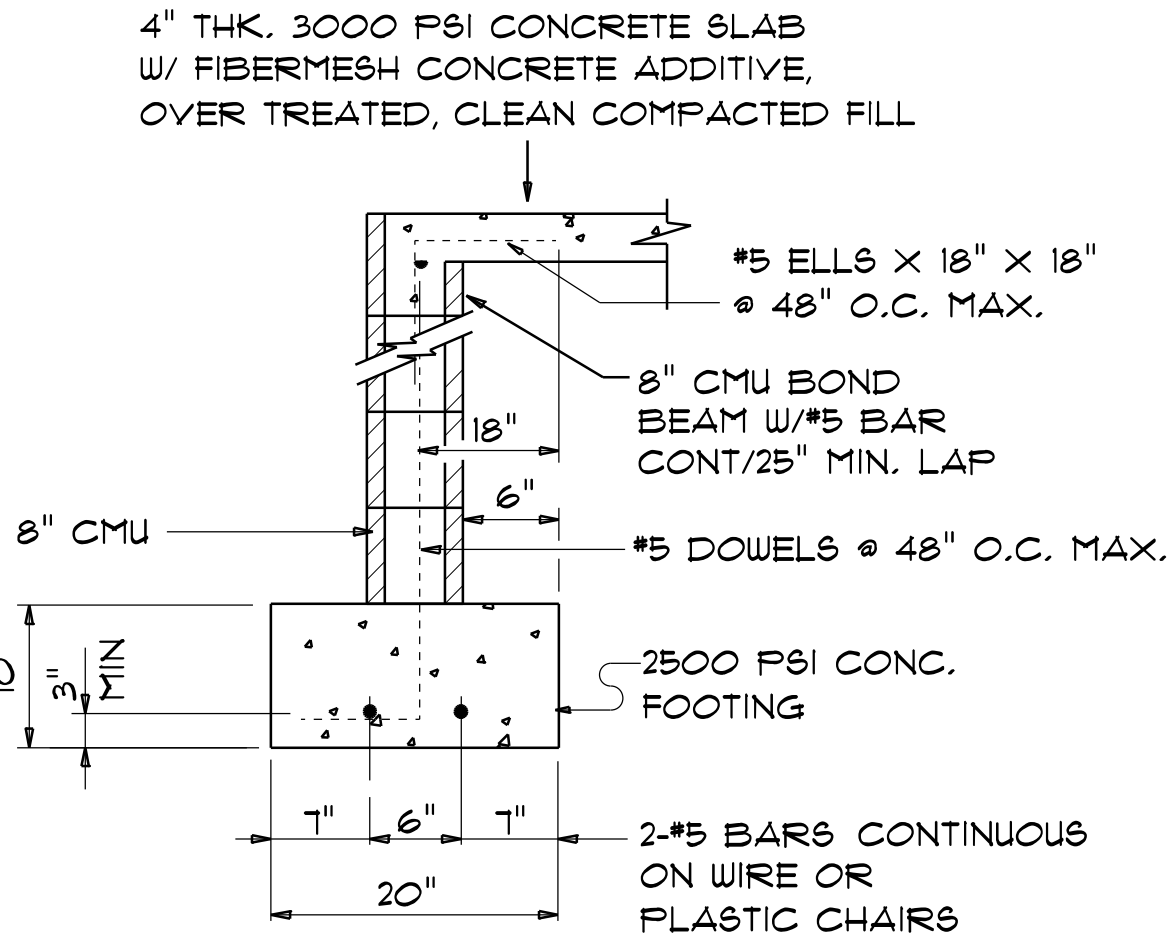 4" THK. 3000 PSI CONCRETE SLAB
W/ FIBERMESH CONCRETE ADDITIVE,
OVER TREATED, CLEAN COMPACTED FILL
#5 ELLS X 18" X 18"
@ 48" O.C. MAX.
8" CMU BOND
BEAM W/#5 BAR
CONT/25" MIN. LAP
18"
6"
8" CMU
#5 DOWELS @ 48" O.C. MAX.
3"
MIN
2500 PSI CONC.
FOOTING
7"
6"
7"
20"
2-#5 BARS CONTINUOUS
ON WIRE OR
PLASTIC CHAIRS